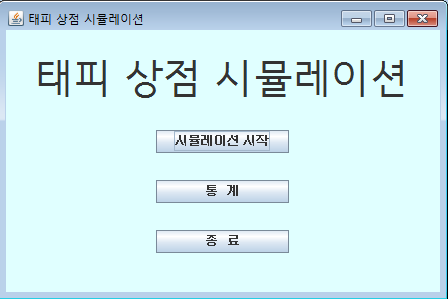 태피 상점 시뮬레이션
태피 상점 시뮬레이션
시뮬레이션 시작
통 계
종 료